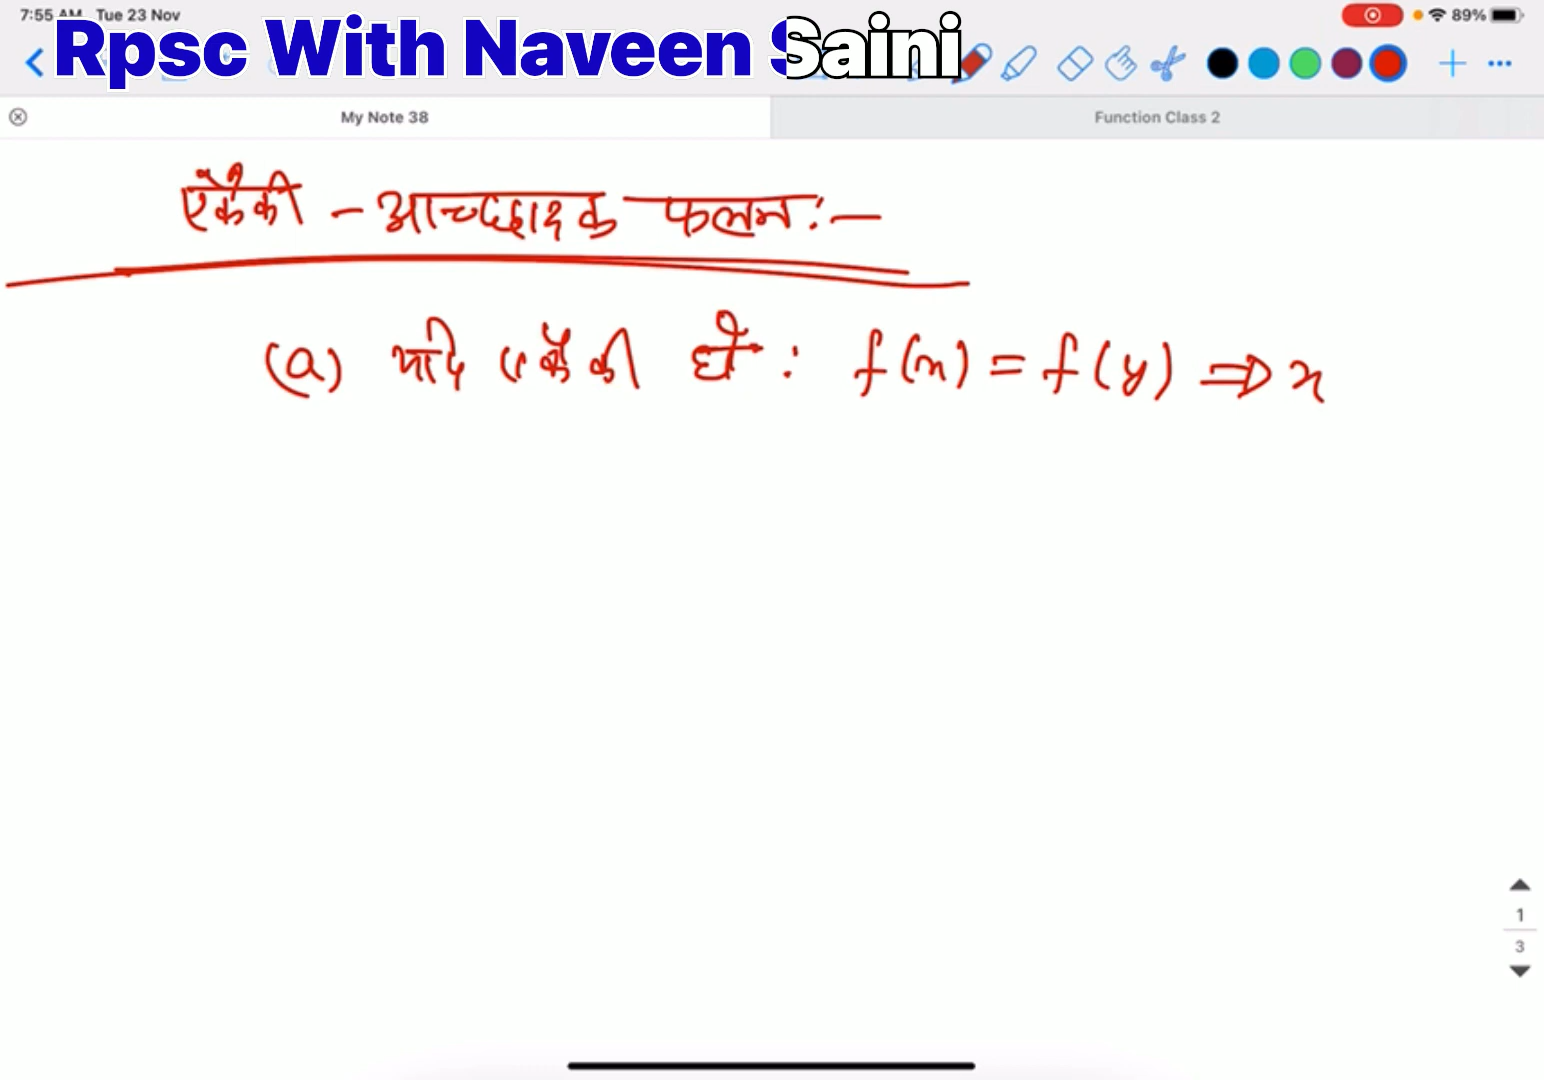 7:55 AM Tue 23 Nov
89%
Rpsc With Naveen Saini
My Note 38
Function Class 2
एकैकी - आच्छादक फलन :-
(a) यदि एकैकी हो : f(x) = f(y) ⇒ x
1
3